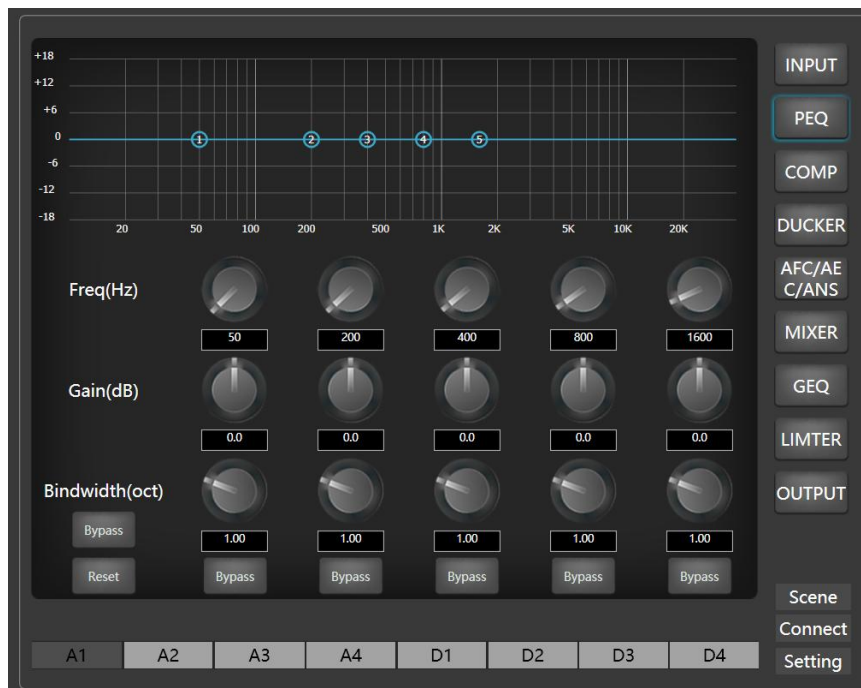 +18
+12
+6
0
-6
-12
-18
1 2 3 4 5
20 50 100 200 500 1K 2K 5K 10K 20K
Freq(Hz)
50 200 400 800 1600
Gain(dB)
0.0 0.0 0.0 0.0 0.0
Bindwidth(oct)
Bypass
1.00 1.00 1.00 1.00 1.00
Reset Bypass Bypass Bypass Bypass Bypass
A1 A2 A3 A4 D1 D2 D3 D4
INPUT
PEQ
COMP
DUCKER
AFC/AE
C/ANS
MIXER
GEQ
LIMTER
OUTPUT
Scene
Connect
Setting